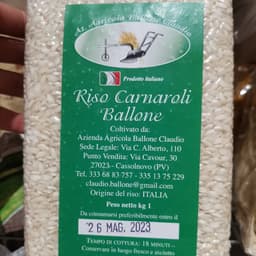 Az. Agricola Ballone Claudio
Prodotto Italiano
Riso Carnaroli
Ballone
Coltivato da:
Azienda Agricola Ballone Claudio
Sede Legale: Via C. Alberto, 110
Punto Vendita: Via Cavour, 30
27023 - Cassolnovo (PV)
Tel. 333 68 83 757 - 335 13 75 229
claudio.ballone@gmail.com
Origine del riso: ITALIA
Peso netto kg 1
Da consumarsi preferibilmente entro il
26 MAG. 2023
TEMPO DI COTTURA: 18 MINUTI -
Conservare in luogo fresco e asciutto